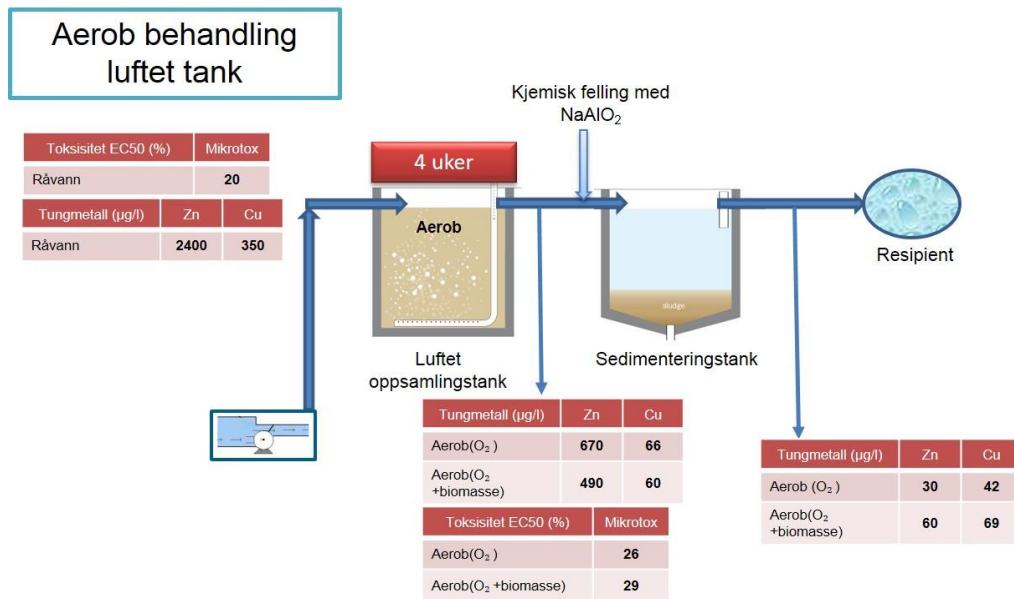 Aerob behandling
luftet tank
Kjemisk felling med
NaAlO₂
Toksisitet EC50 (%) Mikrotox
Råvann 20
Tungmetall (µg/l) Zn Cu
Råvann 2400 350
4 uker
Aerob
sludge
Resipient
Luftet
oppsamlingstank
Sedimenteringstank
Tungmetall (µg/l) Zn Cu
Aerob(O₂ ) 670 66
Aerob(O₂
+biomasse) 490 60
Toksisitet EC50 (%) Mikrotox
Aerob(O₂ ) 26
Aerob(O₂ +biomasse) 29
Tungmetall (µg/l) Zn Cu
Aerob (O₂ ) 30 42
Aerob(O₂
+biomasse) 60 69